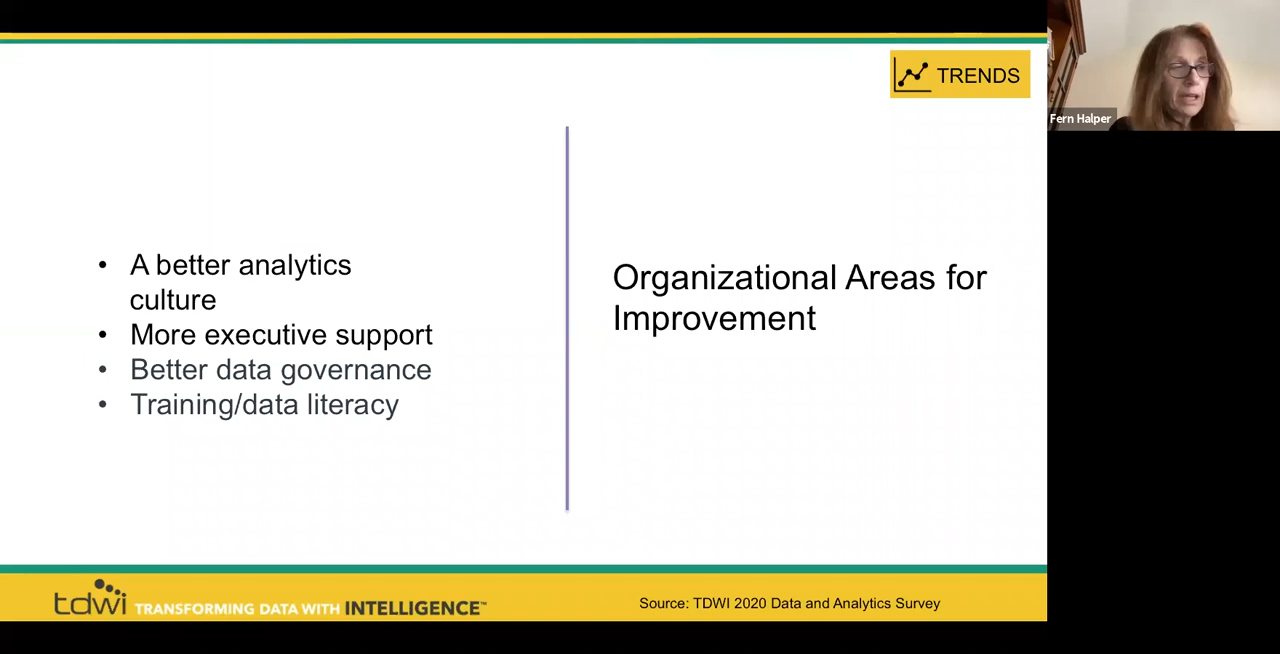 TRENDS
Fern Halper
• A better analytics
culture
• More executive support
• Better data governance
• Training/data literacy
Organizational Areas for
Improvement
tdwi TRANSFORMING DATA WITH INTELLIGENCE™
Source: TDWI 2020 Data and Analytics Survey